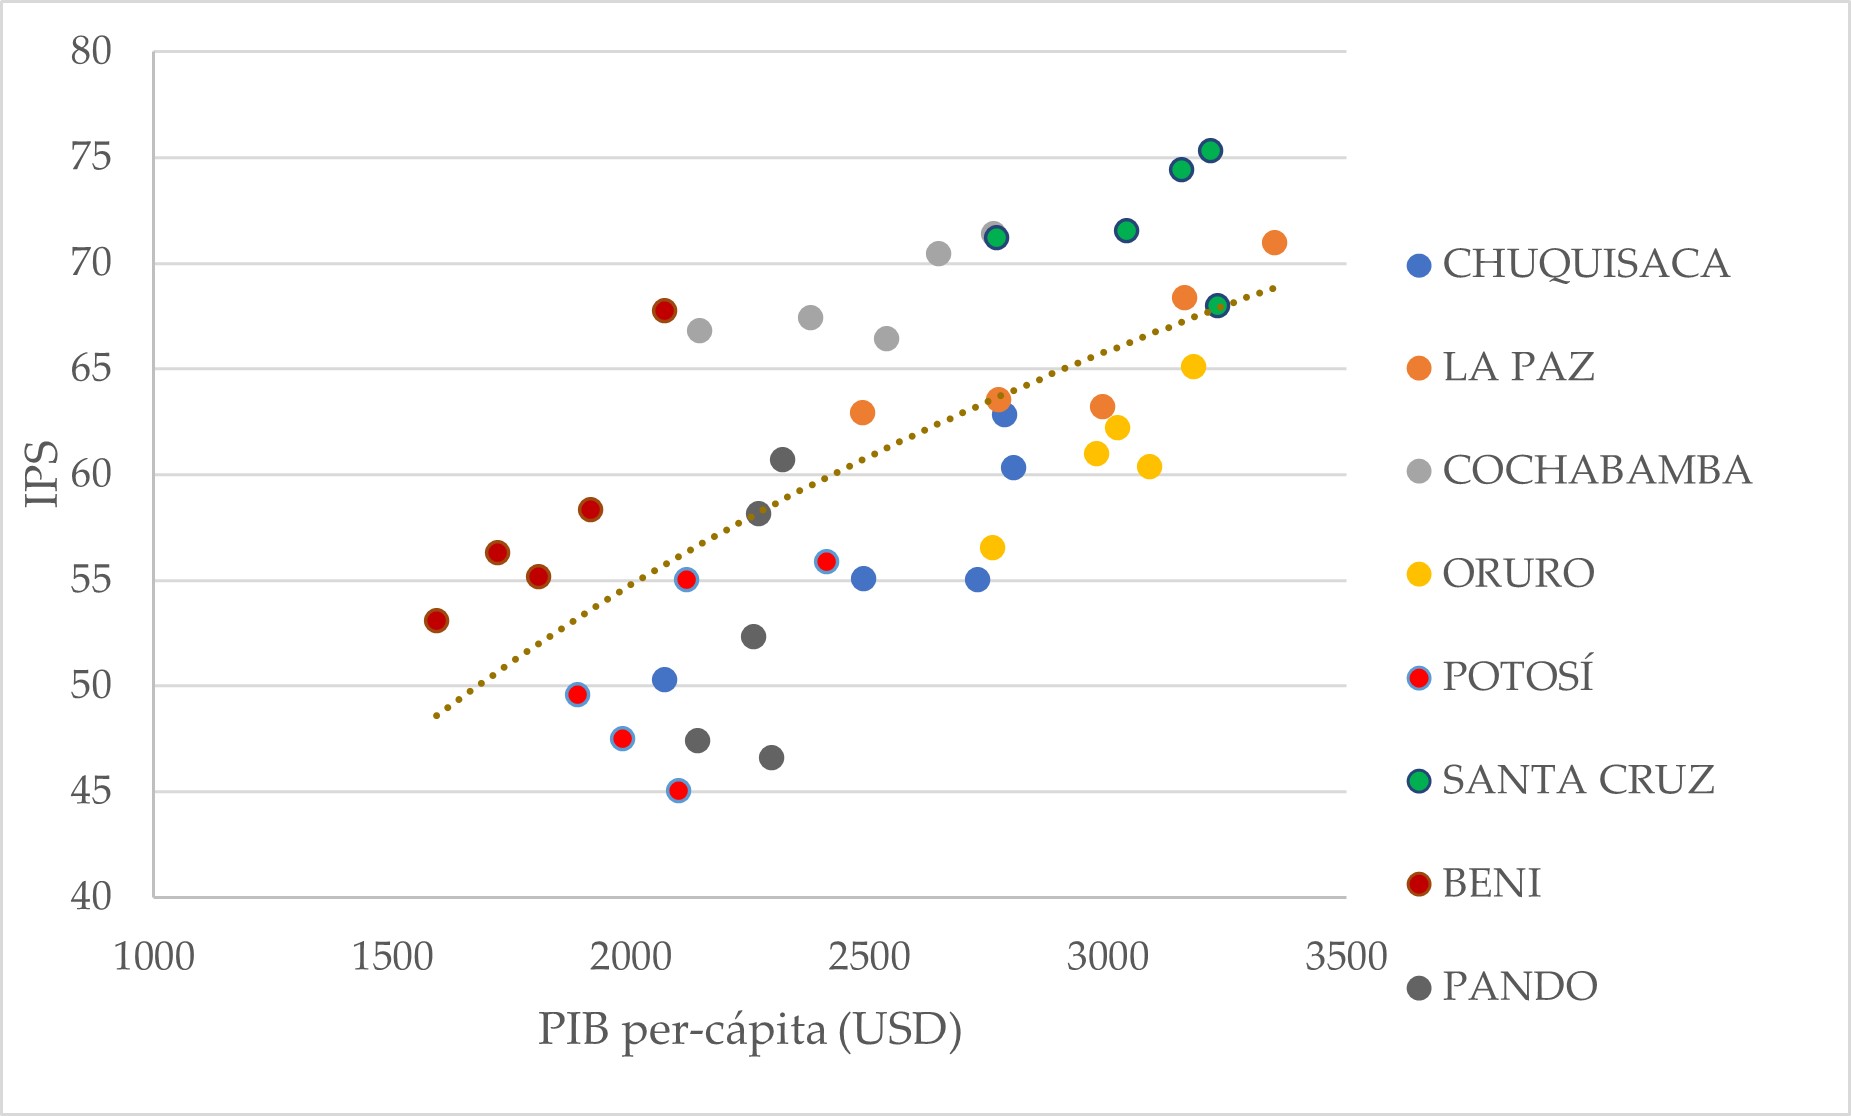 80
75
70
65
60
55
50
45
40
IPS
1000 1500 2000 2500 3000 3500
PIB per-cápita (USD)
CHUQUISACA
LA PAZ
COCHABAMBA
ORURO
POTOSÍ
SANTA CRUZ
BENI
PANDO